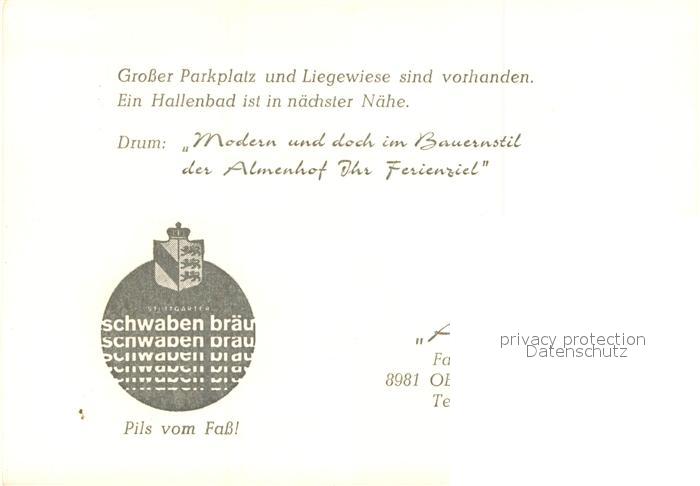 Großer Parkplatz und Liegewiese sind vorhanden.
Ein Hallenbad ist in nächster Nähe.
Drum: „Modern und doch im Bauernstil
der Almenhof Ihr Ferienziel"
STUTTGARTER
schwaben bräu
schwaben bräu
schwaben bräu
schwaben bräu
schwaben bräu
Pils vom Faß!
„A
Fa
8981 Ob
Te
privacy protection
Datenschutz